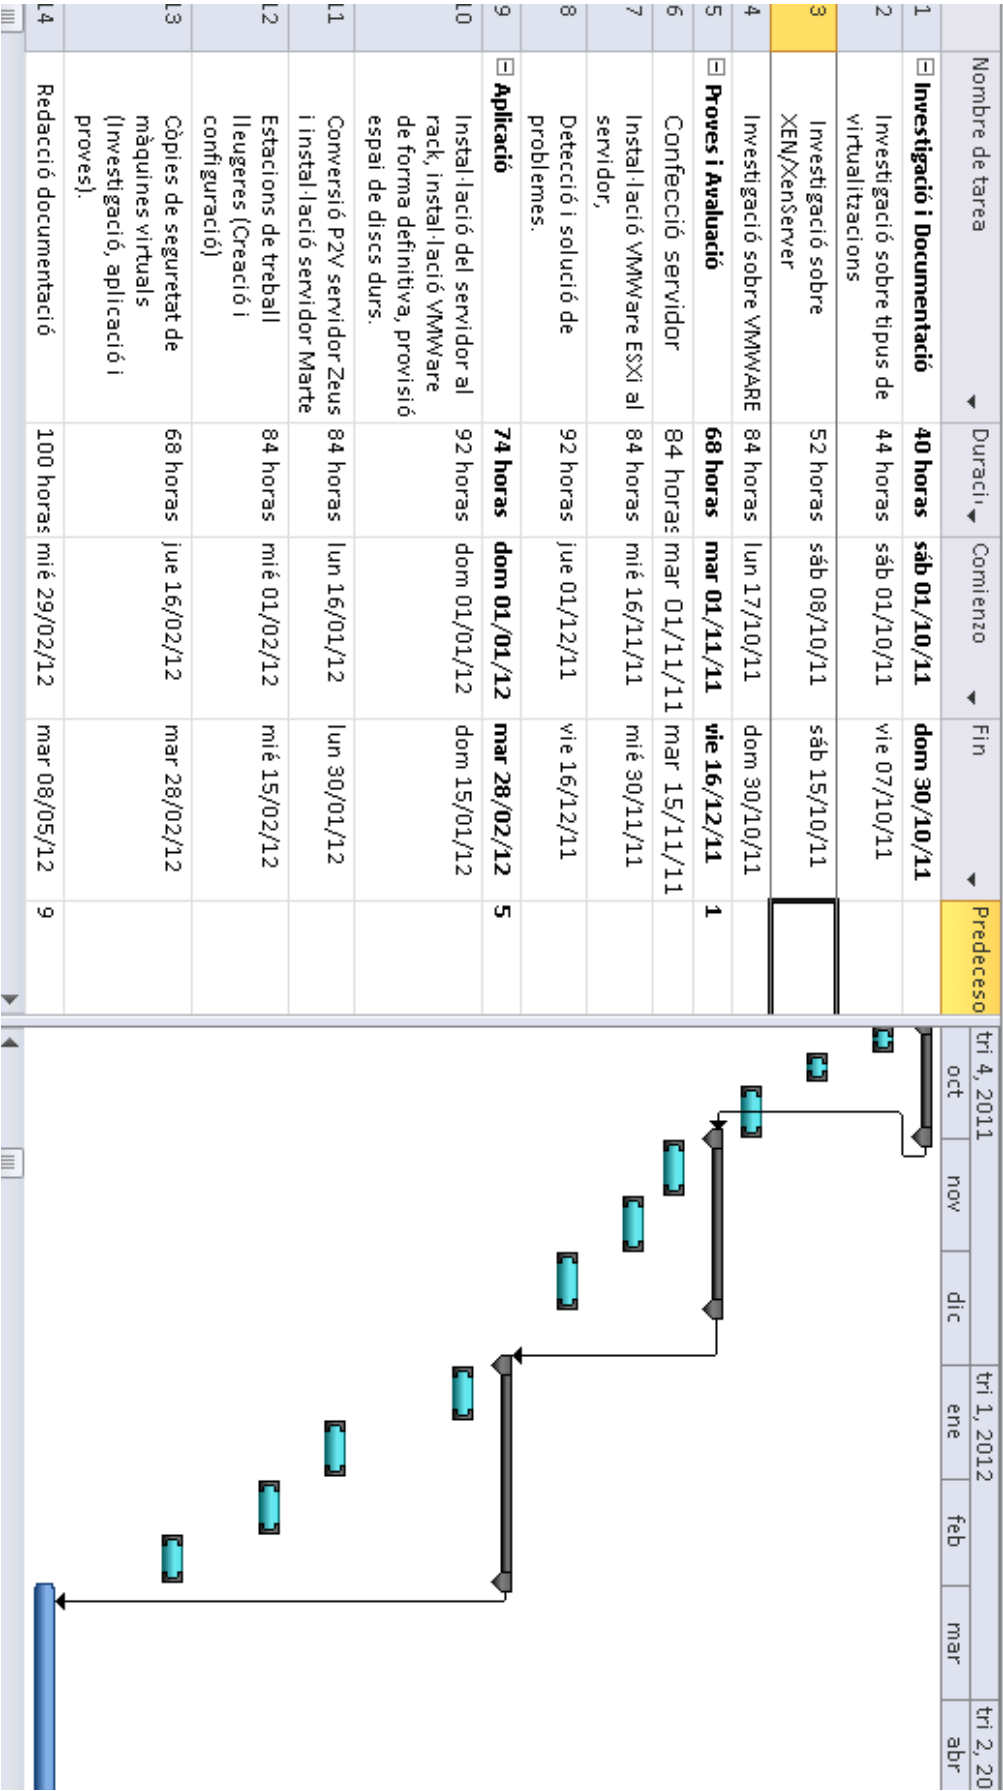 Nombre de tarea Duraci Comienzo Fin Predeceso
1 Investigació i Documentació 40 horas sáb 01/10/11 dom 30/10/11
2 Investigació sobre tipus de 44 horas sáb 01/10/11 vie 07/10/11
virtualitzacions
3 Investigació sobre 52 horas sáb 08/10/11 sáb 15/10/11
XEN/XenServer
4 Investigació sobre VMWARE 84 horas lun 17/10/11 dom 30/10/11
5 Proves i Avaluació 68 horas mar 01/11/11 vie 16/12/11 1
6 Confecció servidor 84 horas mar 01/11/11 mar 15/11/11
7 Instal·lació VMWare ESXi al 84 horas mié 16/11/11 mié 30/11/11
servidor,
8 Detecció i solució de 92 horas jue 01/12/11 vie 16/12/11
problemes.
9 Aplicació 74 horas dom 01/01/12 mar 28/02/12 5
10 Instal·lació del servidor al 92 horas dom 01/01/12 dom 15/01/12
rack, instal·lació VMWare
de forma definitiva, provisió
espai de discs durs.
11 Conversió P2V servidor Zeus 84 horas lun 16/01/12 lun 30/01/12
i instal·lació servidor Marte
12 Estacions de treball 84 horas mié 01/02/12 mié 15/02/12
lleugeres (Creació i
configuració)
13 Còpies de seguretat de 68 horas jue 16/02/12 mar 28/02/12
màquines virtuals
(Investigació, aplicació i
proves).
14 Redacció documentació 100 horas mié 29/02/12 mar 08/05/12 9
tri 4, 2011 tri 1, 2012 tri 2, 20
oct nov dic ene feb mar abr